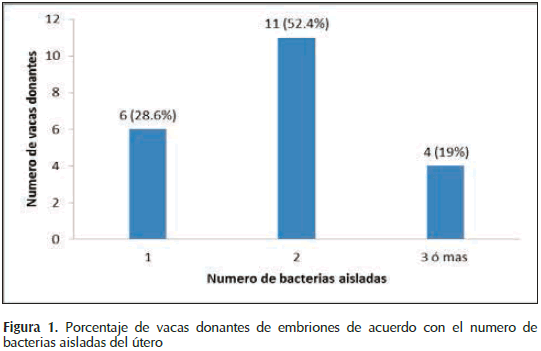 12
10
8
6
4
2
0
Numero de vacas donantes
6 (28.6%)
11 (52.4%)
4 (19%)
1
2
3 ó mas
Numero de bacterias aisladas
Figura 1. Porcentaje de vacas donantes de embriones de acuerdo con el numero de
bacterias aisladas del útero